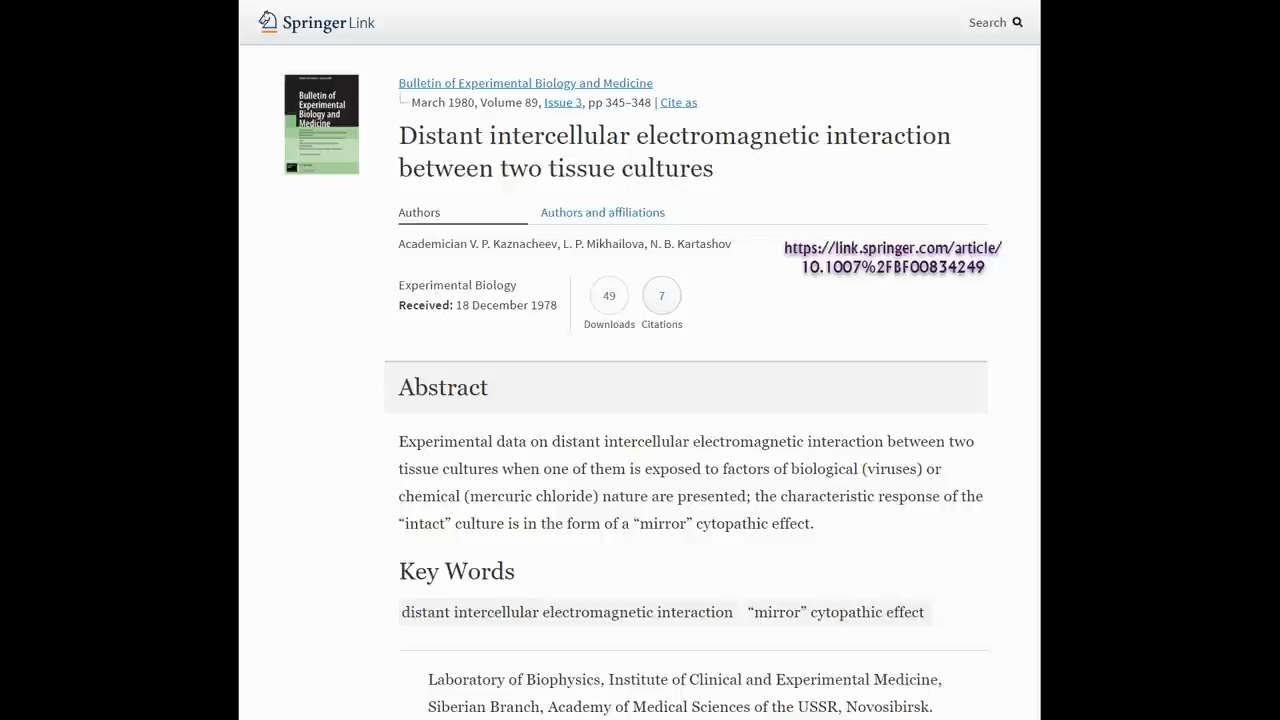 Springer Link
Search
Bulletin of Experimental Biology and Medicine
Bulletin of Experimental Biology and Medicine
March 1980, Volume 89, Issue 3, pp 345–348 | Cite as
Distant intercellular electromagnetic interaction
between two tissue cultures
Authors
Authors and affiliations
Academician V. P. Kaznacheev, L. P. Mikhailova, N. B. Kartashov
https://link.springer.com/article/
10.1007%2FBF00834249
Experimental Biology
Received: 18 December 1978
49
Downloads
7
Citations
Abstract
Experimental data on distant intercellular electromagnetic interaction between two
tissue cultures when one of them is exposed to factors of biological (viruses) or
chemical (mercuric chloride) nature are presented; the characteristic response of the
“intact” culture is in the form of a “mirror” cytopathic effect.
Key Words
distant intercellular electromagnetic interaction “mirror” cytopathic effect
Laboratory of Biophysics, Institute of Clinical and Experimental Medicine,
Siberian Branch, Academy of Medical Sciences of the USSR, Novosibirsk.